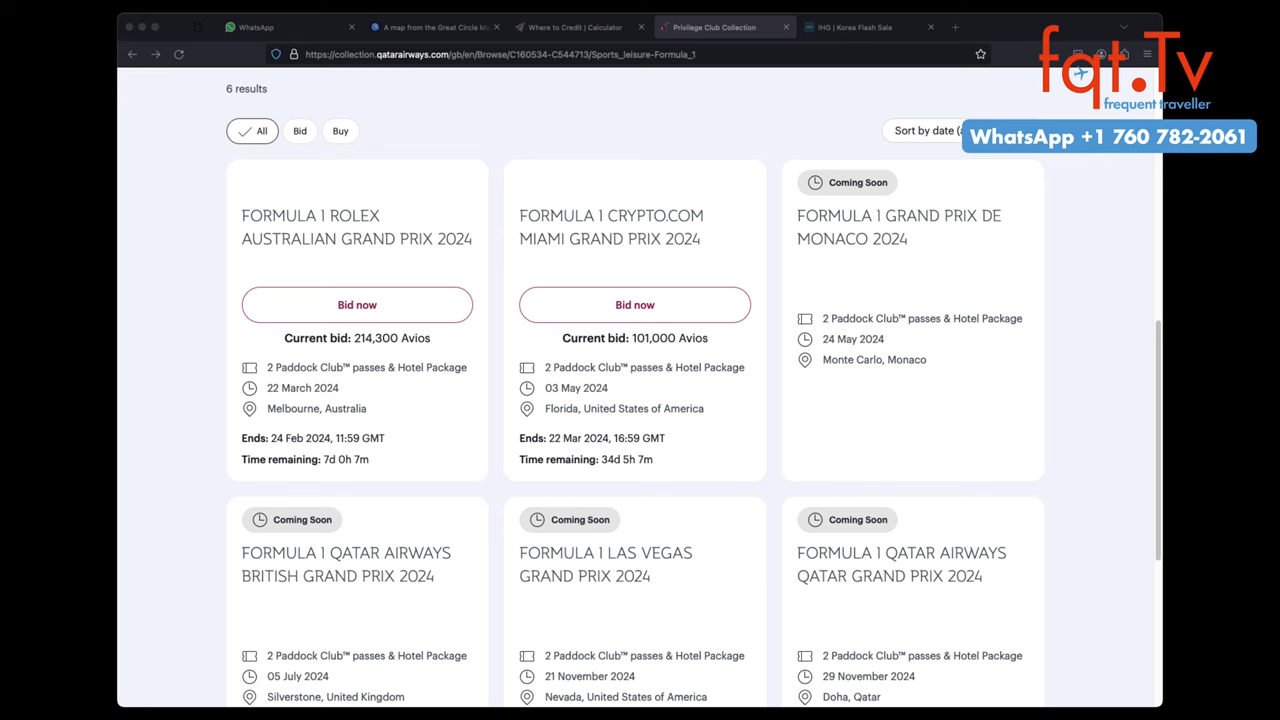 WhatsApp
A map from the Great Circle Ma
Where to Credit | Calculator
Privilege Club Collection
IHG | Korea Flash Sale
https://collection.qatarairways.com/gb/en/Browse/C160534-C544713/Sports_leisure-Formula_1
fqt.Tv
frequent traveller
WhatsApp +1 760 782-2061
6 results
All
Bid
Buy
Sort by date (
FORMULA 1 ROLEX
AUSTRALIAN GRAND PRIX 2024
Bid now
Current bid: 214,300 Avios
2 Paddock Club™ passes & Hotel Package
22 March 2024
Melbourne, Australia
Ends: 24 Feb 2024, 11:59 GMT
Time remaining: 7d 0h 7m
FORMULA 1 CRYPTO.COM
MIAMI GRAND PRIX 2024
Bid now
Current bid: 101,000 Avios
2 Paddock Club™ passes & Hotel Package
03 May 2024
Florida, United States of America
Ends: 22 Mar 2024, 16:59 GMT
Time remaining: 34d 5h 7m
Coming Soon
FORMULA 1 GRAND PRIX DE
MONACO 2024
2 Paddock Club™ passes & Hotel Package
24 May 2024
Monte Carlo, Monaco
Coming Soon
FORMULA 1 QATAR AIRWAYS
BRITISH GRAND PRIX 2024
2 Paddock Club™ passes & Hotel Package
05 July 2024
Silverstone, United Kingdom
Coming Soon
FORMULA 1 LAS VEGAS
GRAND PRIX 2024
2 Paddock Club™ passes & Hotel Package
21 November 2024
Nevada, United States of America
Coming Soon
FORMULA 1 QATAR AIRWAYS
QATAR GRAND PRIX 2024
2 Paddock Club™ passes & Hotel Package
29 November 2024
Doha, Qatar